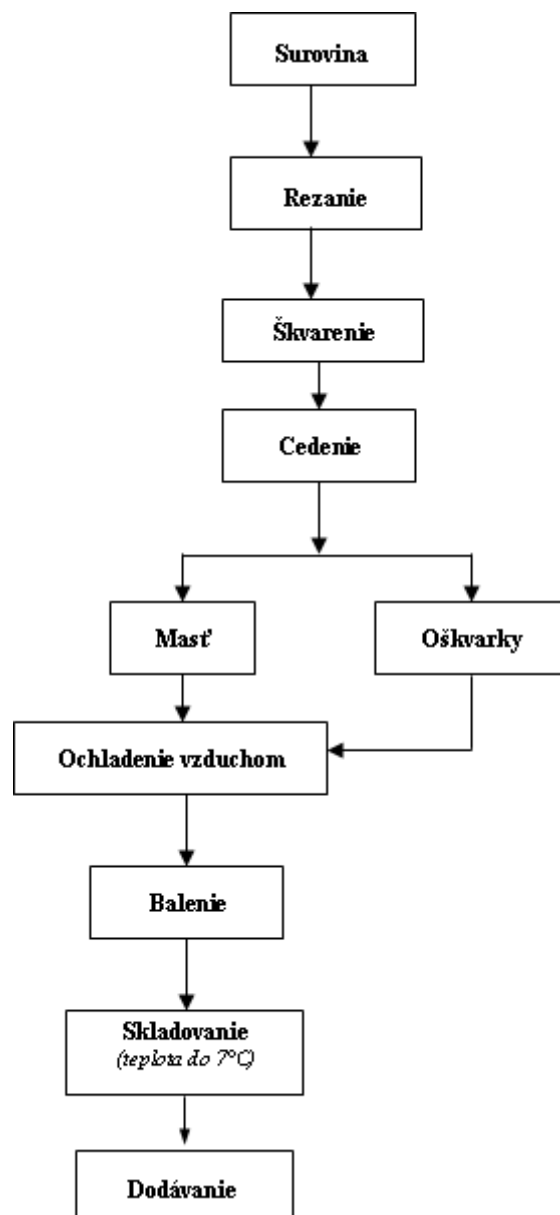 Surovina
Rezanie
Škvarenie
Cedenie
Masť
Oškvarky
Ochladenie vzduchom
Balenie
Skladovanie
(teplota do 7°C)
Dodávanie